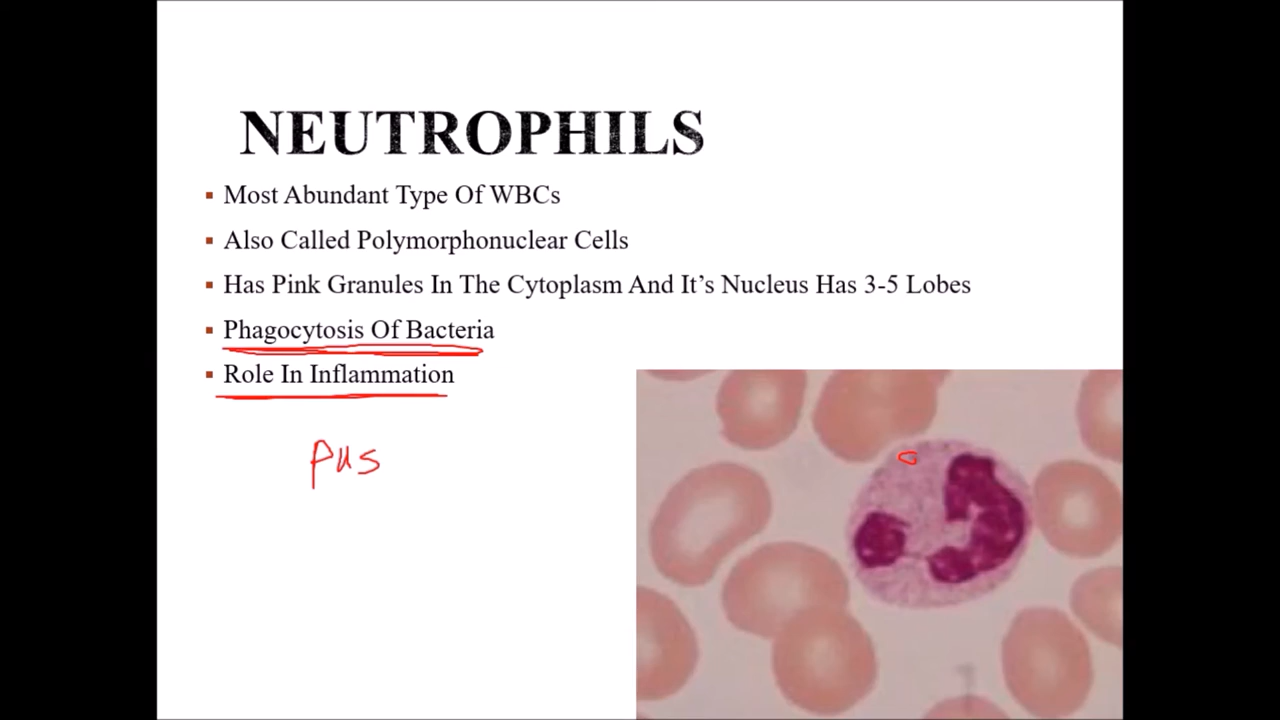 NEUTROPHILS
Most Abundant Type Of WBCs
Also Called Polymorphonuclear Cells
Has Pink Granules In The Cytoplasm And It’s Nucleus Has 3-5 Lobes
Phagocytosis Of Bacteria
Role In Inflammation
pus